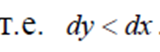 т.е. dy < dx